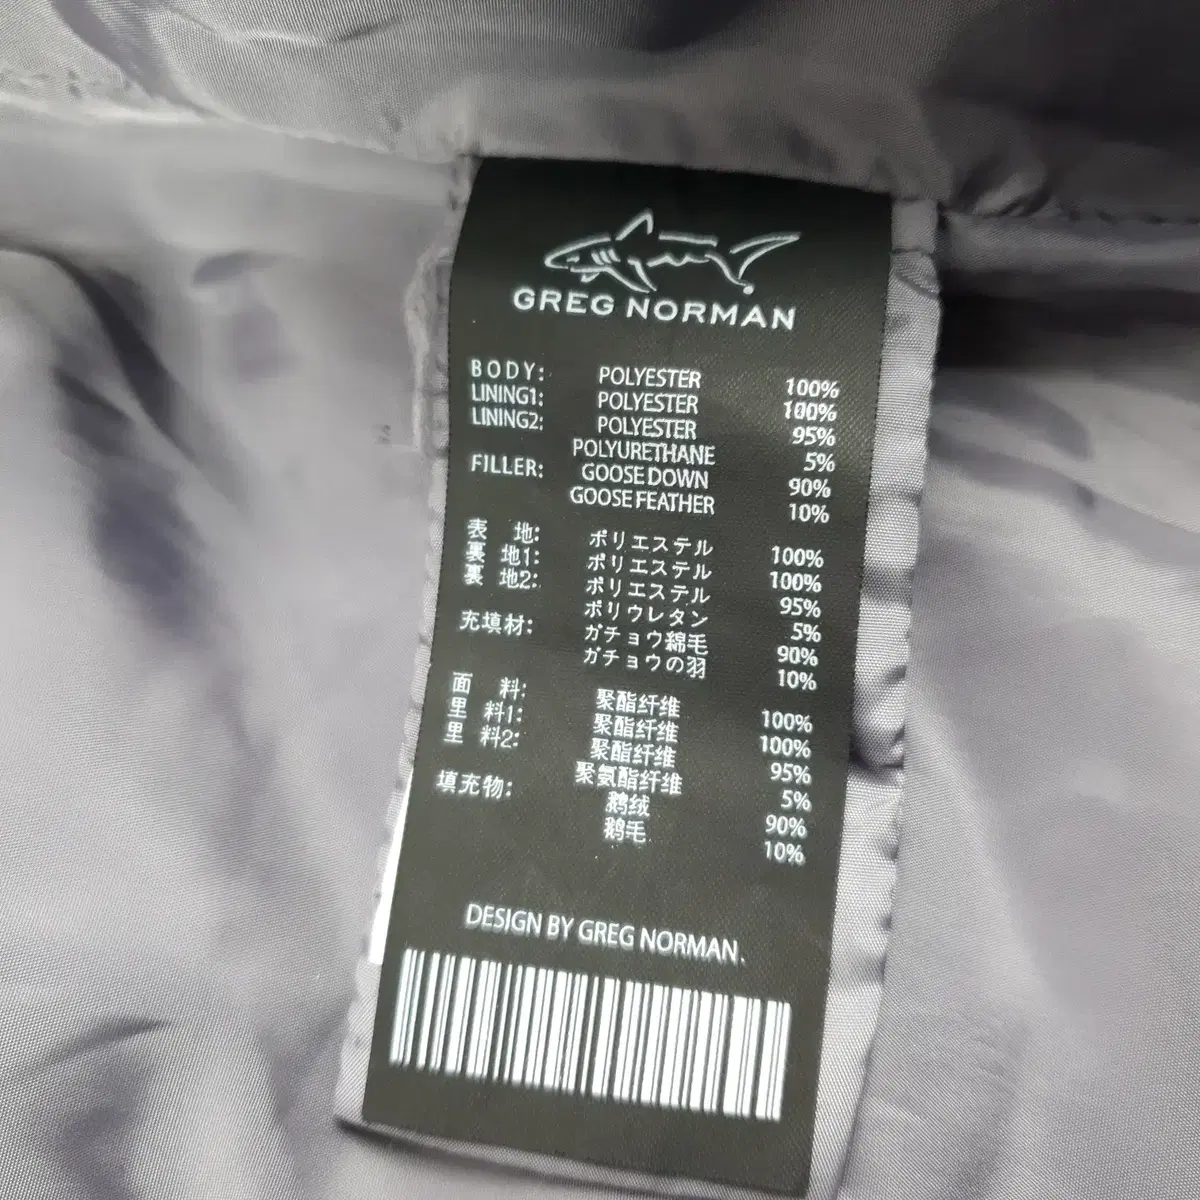 GREG NORMAN
BODY: POLYESTER 100%
LINING1: POLYESTER 100%
LINING2: POLYESTER 95%
POLYURETHANE 5%
FILLER: GOOSE DOWN 90%
GOOSE FEATHER 10%
表 地: ポリエステル 100%
裏 地1: ポリエステル 100%
裏 地2: ポリエステル 95%
ポリウレタン 5%
充填材: ガチョウ綿毛 90%
ガチョウの羽 10%
面 料: 聚酯纤维 100%
里 料1: 聚酯纤维 100%
里 料2: 聚酯纤维 95%
聚氨酯纤维 5%
填充物: 鹅绒 90%
鹅毛 10%
DESIGN BY GREG NORMAN.